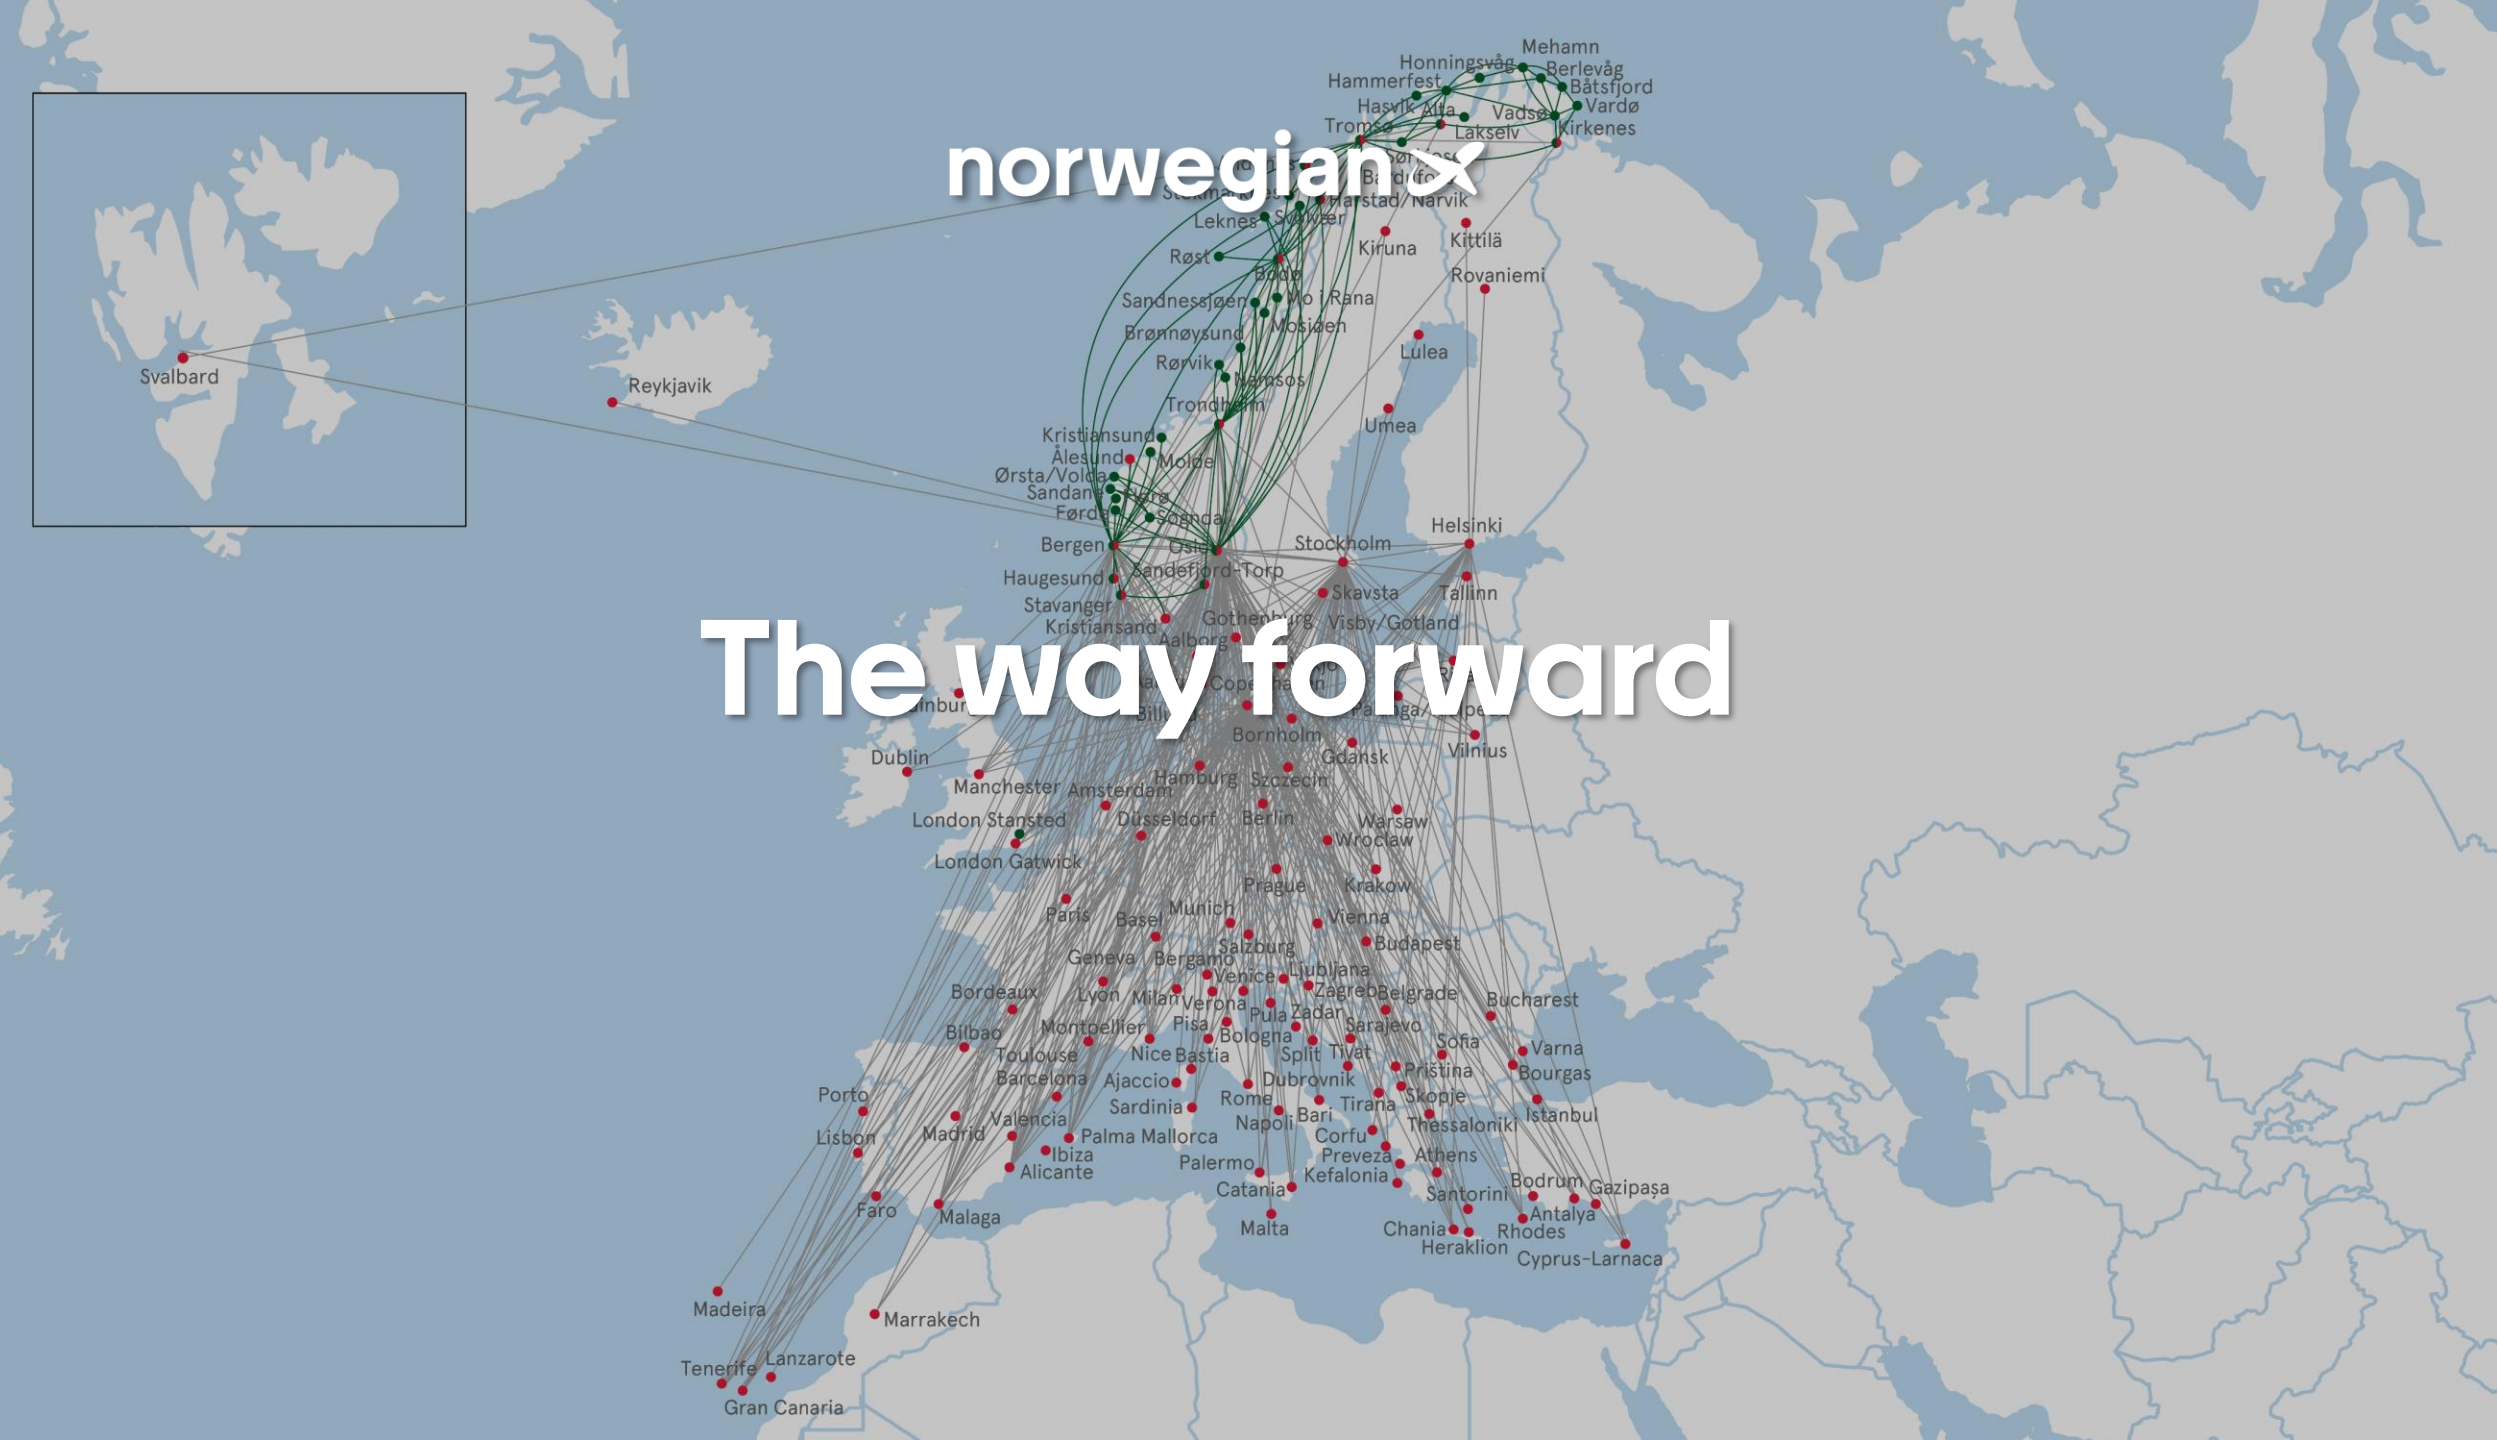 Mehamn
Honningsvåg
Berlevåg
Hammerfest
Båtsfjord
Hasvik
Alta
Vadsø
Vardø
Tromsø
Lakselv
Kirkenes
norwegian
Harstad/Narvik
Leknes
Svolvær
Kiruna
Kittilä
Røst
Bodø
Rovaniemi
Sandnessjøen
Mo i Rana
Mosjøen
Brønnøysund
Lulea
Rørvik
Namsos
Svalbard
Reykjavik
Trondheim
Umea
Kristiansund
Ålesund
Molde
Ørsta/Volda
Sandane
Førde
Sogndal
Helsinki
Bergen
Oslo
Stockholm
Sandefjord-Torp
Haugesund
Skavsta
Tallinn
Stavanger
Kristiansand
Gothenburg
Visby/Gotland
Aalborg
The way forward
Bornholm
Gdansk
Vilnius
Dublin
Manchester
Amsterdam
Hamburg
Szczecin
London Stansted
Düsseldorf
Berlin
Warsaw
Wroclaw
London Gatwick
Prague
Krakow
Paris
Basel
Munich
Vienna
Salzburg
Budapest
Geneva
Bergamo
Venice
Ljubljana
Bordeaux
Lyon
Milan
Verona
Zagreb
Belgrade
Bucharest
Pula
Zadar
Bilbao
Montpellier
Pisa
Bologna
Sarajevo
Toulouse
Nice
Bastia
Split
Tivat
Sofia
Varna
Barcelona
Ajaccio
Dubrovnik
Priština
Bourgas
Porto
Sardinia
Rome
Tirana
Skopje
Valencia
Napoli
Bari
Thessaloniki
Istanbul
Lisbon
Madrid
Palma Mallorca
Corfu
Ibiza
Preveza
Athens
Alicante
Palermo
Kefalonia
Catania
Santorini
Bodrum
Gazipaşa
Faro
Malaga
Antalya
Malta
Chania
Rhodes
Heraklion
Cyprus-Larnaca
Madeira
Marrakech
Lanzarote
Tenerife
Gran Canaria